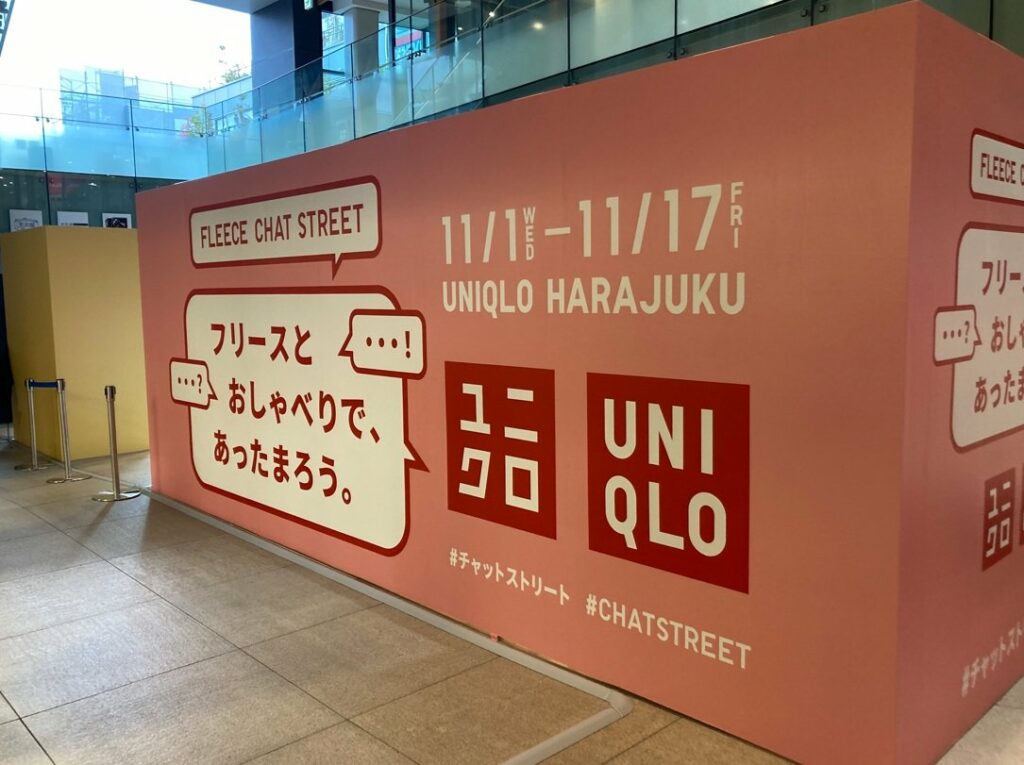 FLEECE CHAT STREET
フリースと
…!
…?
おしゃべりで、
あったまろう。
11/1 WED – 11/17 FRI
UNIQLO HARAJUKU
ユニ
クロ
UNI
QLO
#チャットストリート #CHATSTREET
FLEECE
フリー
…?
おし
あった
ユニ
クロ
#チャットスト